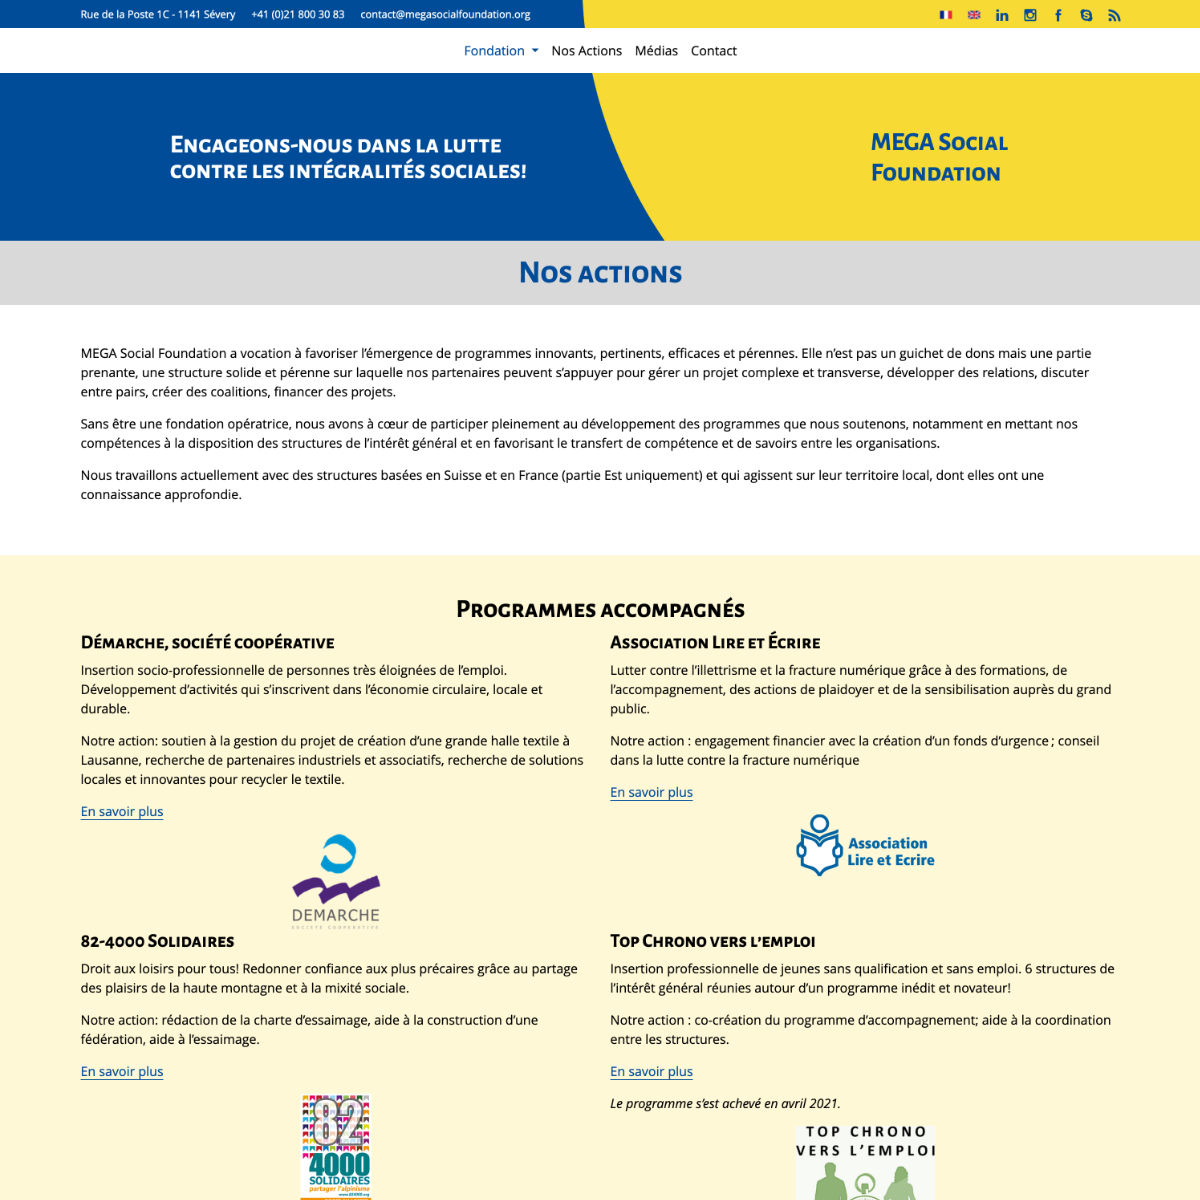 Rue de la Poste 1C - 1141 Sévery +41 (0)21 800 30 83 contact@megasocialfoundation.org
Fondation Nos Actions Médias Contact
Engageons-nous dans la lutte
contre les intégralités sociales!
MEGA Social
Foundation
Nos actions
MEGA Social Foundation a vocation à favoriser l’émergence de programmes innovants, pertinents, efficaces et pérennes. Elle n’est pas un guichet de dons mais une partie
prenante, une structure solide et pérenne sur laquelle nos partenaires peuvent s’appuyer pour gérer un projet complexe et transverse, développer des relations, discuter
entre pairs, créer des coalitions, financer des projets.
Sans être une fondation opératrice, nous avons à cœur de participer pleinement au développement des programmes que nous soutenons, notamment en mettant nos
compétences à la disposition des structures de l’intérêt général et en favorisant le transfert de compétence et de savoirs entre les organisations.
Nous travaillons actuellement avec des structures basées en Suisse et en France (partie Est uniquement) et qui agissent sur leur territoire local, dont elles ont une
connaissance approfondie.
Programmes accompagnés
Démarche, société coopérative
Insertion socio-professionnelle de personnes très éloignées de l’emploi.
Développement d’activités qui s’inscrivent dans l’économie circulaire, locale et
durable.
Notre action: soutien à la gestion du projet de création d’une grande halle textile à
Lausanne, recherche de partenaires industriels et associatifs, recherche de solutions
locales et innovantes pour recycler le textile.
En savoir plus
DEMARCHE
SOCIETE COOPERATIVE
Association Lire et Écrire
Lutter contre l’illettrisme et la fracture numérique grâce à des formations, de
l’accompagnement, des actions de plaidoyer et de la sensibilisation auprès du grand
public.
Notre action : engagement financier avec la création d’un fonds d’urgence ; conseil
dans la lutte contre la fracture numérique
En savoir plus
Association
Lire et Ecrire
82-4000 Solidaires
Droit aux loisirs pour tous! Redonner confiance aux plus précaires grâce au partage
des plaisirs de la haute montagne et à la mixité sociale.
Notre action: rédaction de la charte d’essaimage, aide à la construction d’une
fédération, aide à l’essaimage.
En savoir plus
82
4000
SOLIDAIRES
partager l'alpinisme
Top Chrono vers l’emploi
Insertion professionnelle de jeunes sans qualification et sans emploi. 6 structures de
l’intérêt général réunies autour d’un programme inédit et novateur!
Notre action : co-création du programme d’accompagnement; aide à la coordination
entre les structures.
En savoir plus
Le programme s’est achevé en avril 2021.
TOP CHRONO
VERS L’EMPLOI